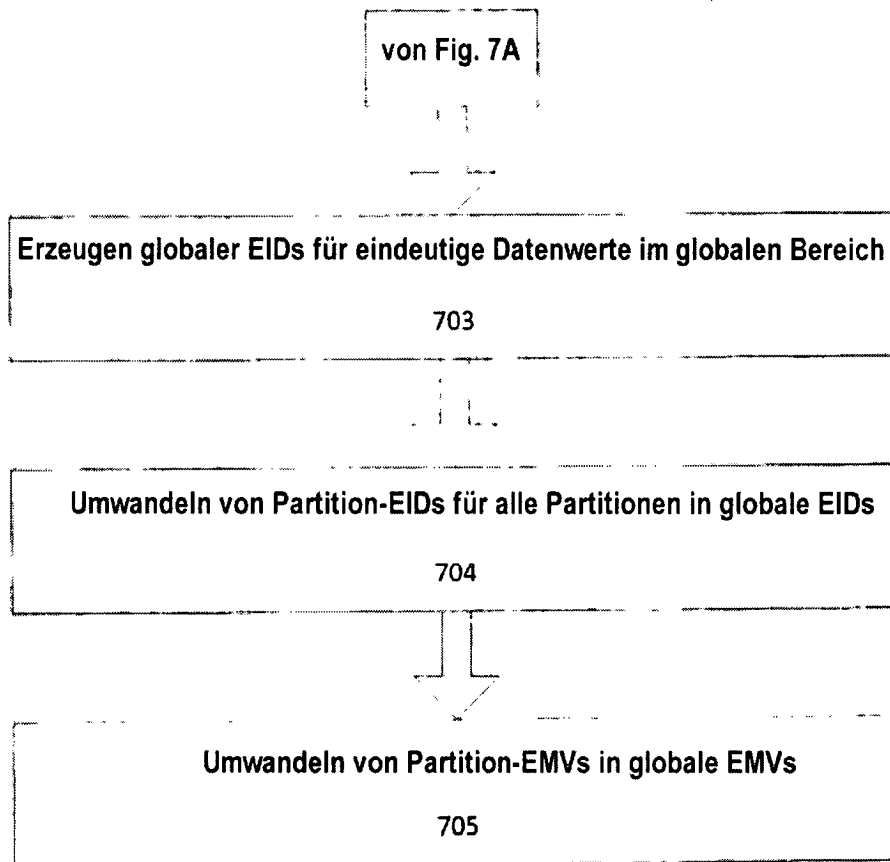 von Fig. 7A
Erzeugen globaler EIDs für eindeutige Datenwerte im globalen Bereich
703
Umwandeln von Partition-EIDs für alle Partitionen in globale EIDs
704
Umwandeln von Partition-EMVs in globale EMVs
705